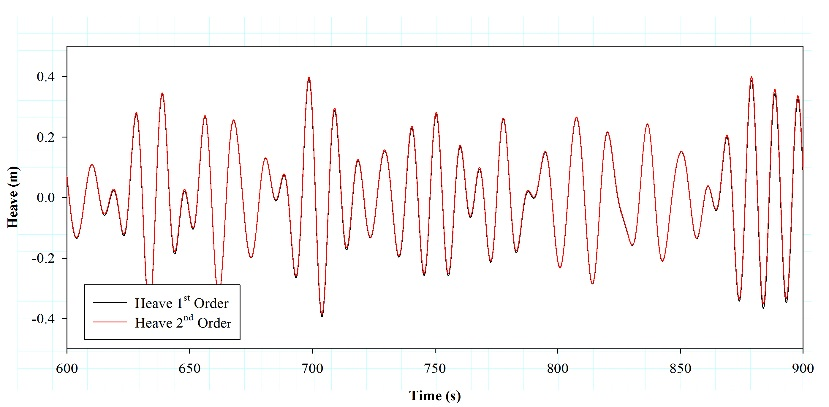 0.4
0.2
0.0
-0.2
-0.4
Heave (m)
Heave 1st Order
Heave 2nd Order
600 650 700 750 800 850 900
Time (s)